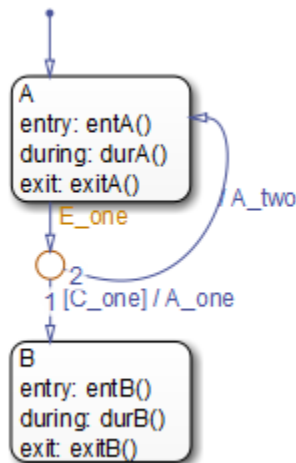 A
entry: entA()
during: durA()
exit: exitA()
E_one
/ A_two
2
1 [C_one] / A_one
B
entry: entB()
during: durB()
exit: exitB()